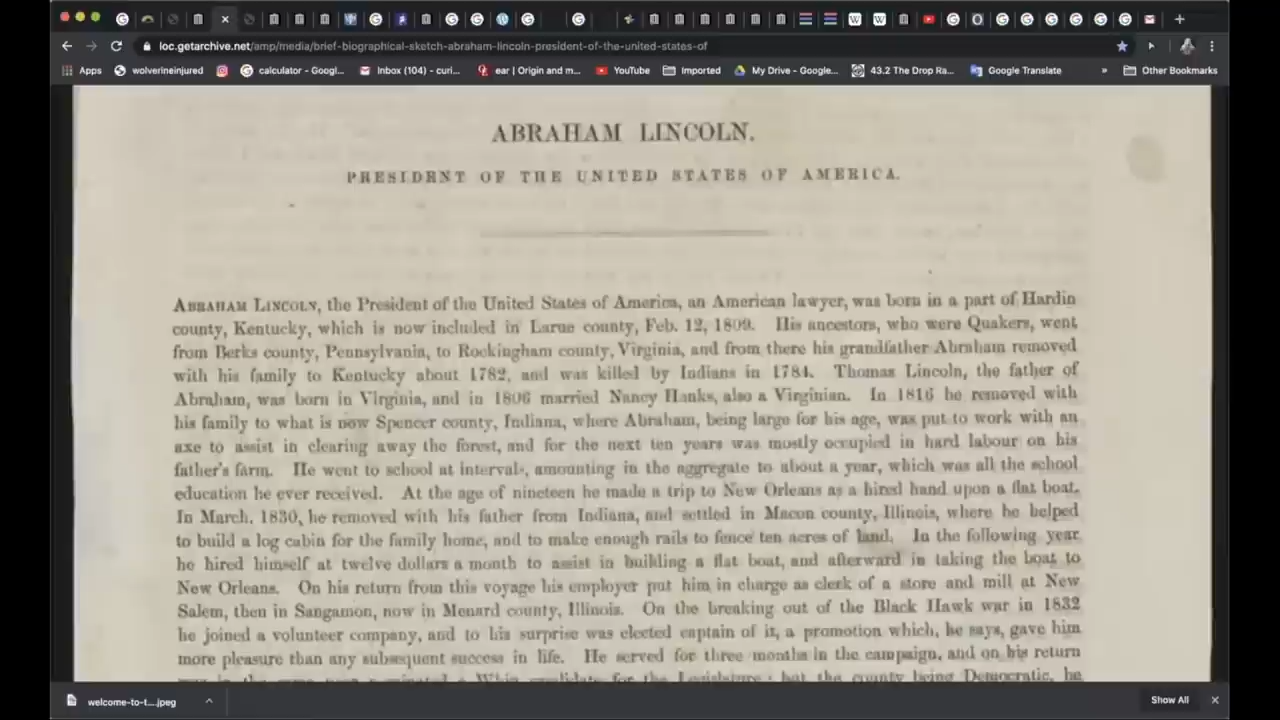 loc.getarchive.net/amp/media/brief-biographical-sketch-abraham-lincoln-president-of-the-united-states-of
Apps wolverineinjured calculator - Googl... Inbox (104) - curi... ear | Origin and m... YouTube Imported My Drive - Google... 43.2 The Drop Ra... Google Translate » Other Bookmarks
ABRAHAM LINCOLN.
PRESIDENT OF THE UNITED STATES OF AMERICA.
ABRAHAM LINCOLN, the President of the United States of America, an American lawyer, was born in a part of Hardin
county, Kentucky, which is now included in Larue county, Feb. 12, 1809. His ancestors, who were Quakers, went
from Berks county, Pennsylvania, to Rockingham county, Virginia, and from there his grandfather Abraham removed
with his family to Kentucky about 1782, and was killed by Indians in 1784. Thomas Lincoln, the father of
Abraham, was born in Virginia, and in 1806 married Nancy Hanks, also a Virginian. In 1816 he removed with
his family to what is now Spencer county, Indiana, where Abraham, being large for his age, was put to work with an
axe to assist in clearing away the forest, and for the next ten years was mostly occupied in hard labour on his
father's farm. He went to school at intervals, amounting in the aggregate to about a year, which was all the school
education he ever received. At the age of nineteen he made a trip to New Orleans as a hired hand upon a flat boat.
In March, 1830, he removed with his father from Indiana, and settled in Macon county, Illinois, where he helped
to build a log cabin for the family home, and to make enough rails to fence ten acres of land. In the following year
he hired himself at twelve dollars a month to assist in building a flat boat, and afterward in taking the boat to
New Orleans. On his return from this voyage his employer put him in charge as clerk of a store and mill at New
Salem, then in Sangamon, now in Menard county, Illinois. On the breaking out of the Black Hawk war in 1832
he joined a volunteer company, and to his surprise was elected captain of it, a promotion which, he says, gave him
more pleasure than any subsequent success in life. He served for three months in the campaign, and on his return
was in the same year nominated a Whig candidate for the Legislature; but the county being Democratic, he
welcome-to-t....jpeg Show All